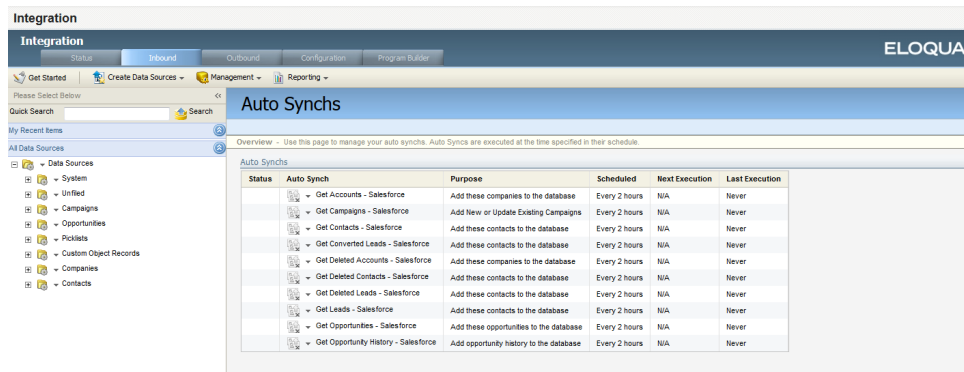 Integration
Integration
ELOQUA
Status Inbound Outbound Configuration Program Builder
Get Started Create Data Sources Management Reporting
Please Select Below <<
Quick Search Search
My Recent Items
All Data Sources
Data Sources
System
Unfiled
Campaigns
Opportunities
Picklists
Custom Object Records
Companies
Contacts
Auto Synchs
Overview - Use this page to manage your auto synchs. Auto Syncs are executed at the time specified in their schedule.
Auto Synchs
Status Auto Synch Purpose Scheduled Next Execution Last Execution
Get Accounts - Salesforce Add these companies to the database Every 2 hours N/A Never
Get Campaigns - Salesforce Add New or Update Existing Campaigns Every 2 hours N/A Never
Get Contacts - Salesforce Add these contacts to the database Every 2 hours N/A Never
Get Converted Leads - Salesforce Add these contacts to the database Every 2 hours N/A Never
Get Deleted Accounts - Salesforce Add these companies to the database Every 2 hours N/A Never
Get Deleted Contacts - Salesforce Add these contacts to the database Every 2 hours N/A Never
Get Deleted Leads - Salesforce Add these contacts to the database Every 2 hours N/A Never
Get Leads - Salesforce Add these contacts to the database Every 2 hours N/A Never
Get Opportunities - Salesforce Add these opportunities to the database Every 2 hours N/A Never
Get Opportunity History - Salesforce Add opportunity history to the database Every 2 hours N/A Never